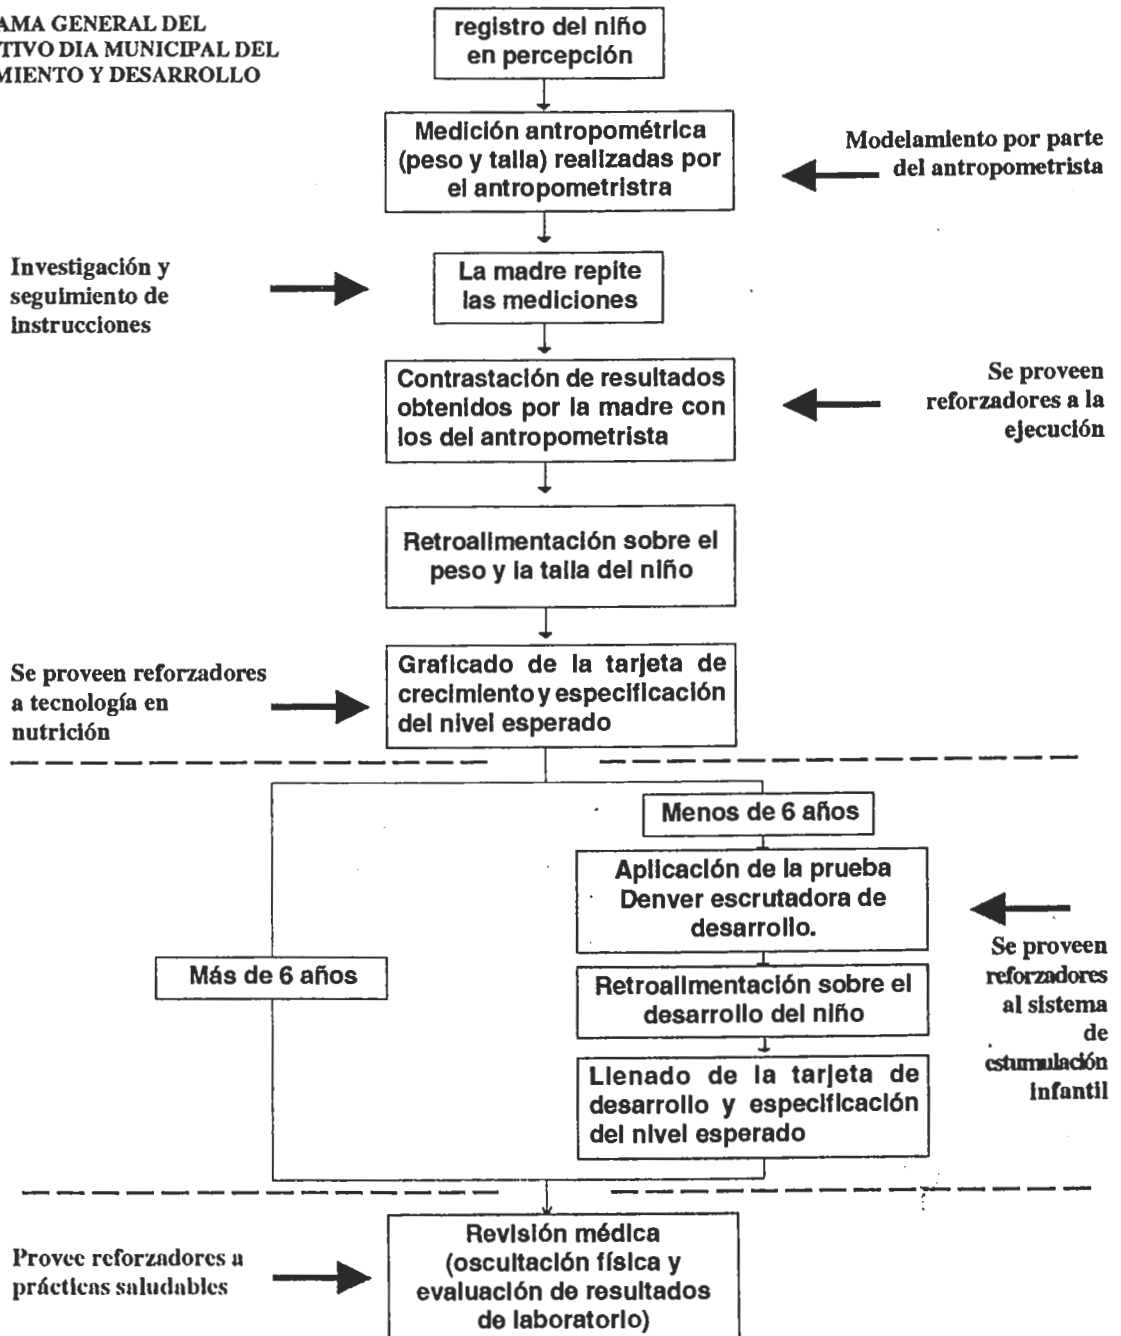 AMA GENERAL DEL
TIVO DIA MUNICIPAL DEL
MIENTO Y DESARROLLO
registro del niño
en percepción
Medición antropométrica
(peso y talla) realizadas por
el antropometristra
Modelamiento por parte
del antropometrista
Investigación y
seguimiento de
instrucciones
La madre repite
las mediciones
Contrastación de resultados
obtenidos por la madre con
los del antropometrista
Se proveen
reforzadores a la
ejecución
Retroalimentación sobre el
peso y la talla del niño
Se proveen reforzadores
a tecnología en
nutrición
Graficado de la tarjeta de
crecimiento y especificación
del nivel esperado
Menos de 6 años
Aplicación de la prueba
Denver escrutadora de
desarrollo.
Más de 6 años
Retroalimentación sobre el
desarrollo del niño
Se proveen
reforzadores
al sistema
de
estumulación
infantil
Llenado de la tarjeta de
desarrollo y especificación
del nivel esperado
Provee reforzadores a
prácticas saludables
Revisión médica
(oscultación física y
evaluación de resultados
de laboratorio)